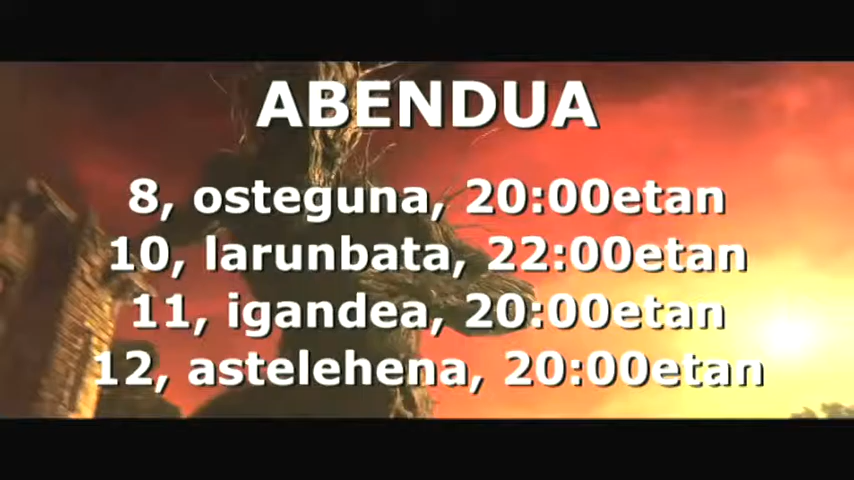 ABENDUA
8, osteguna, 20:00etan
10, larunbata, 22:00etan
11, igandea, 20:00etan
12, astelehena, 20:00etan